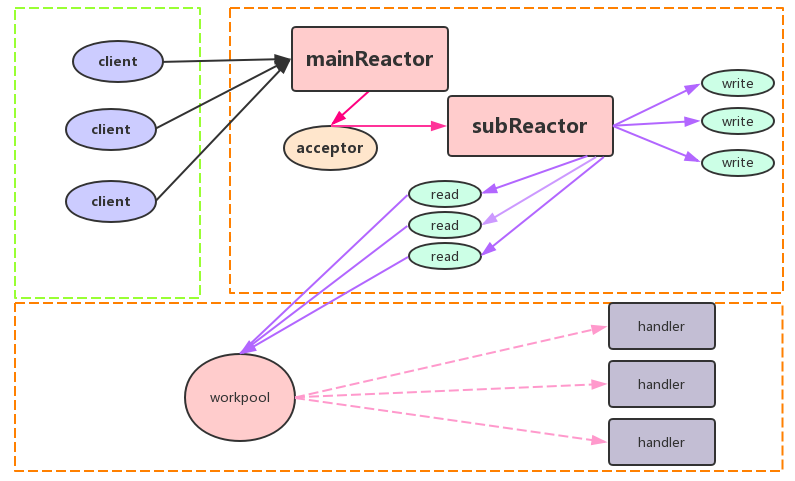 client
client
client
mainReactor
acceptor
subReactor
write
write
write
read
read
read
workpool
handler
handler
handler